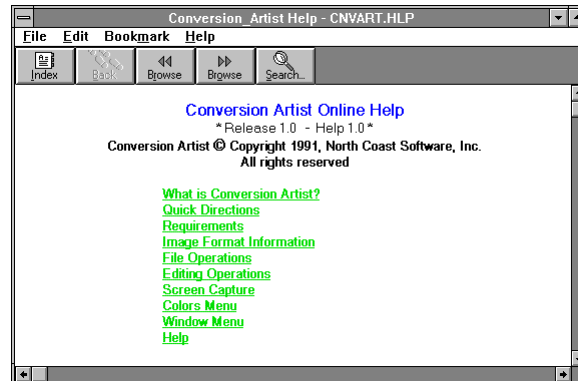 Conversion_Artist Help - CNVART.HLP
File Edit Bookmark Help
Index Back Browse Browse Search...
Conversion Artist Online Help
*Release 1.0 - Help 1.0*
Conversion Artist © Copyright 1991, North Coast Software, Inc.
All rights reserved
What is Conversion Artist?
Quick Directions
Requirements
Image Format Information
File Operations
Editing Operations
Screen Capture
Colors Menu
Window Menu
Help